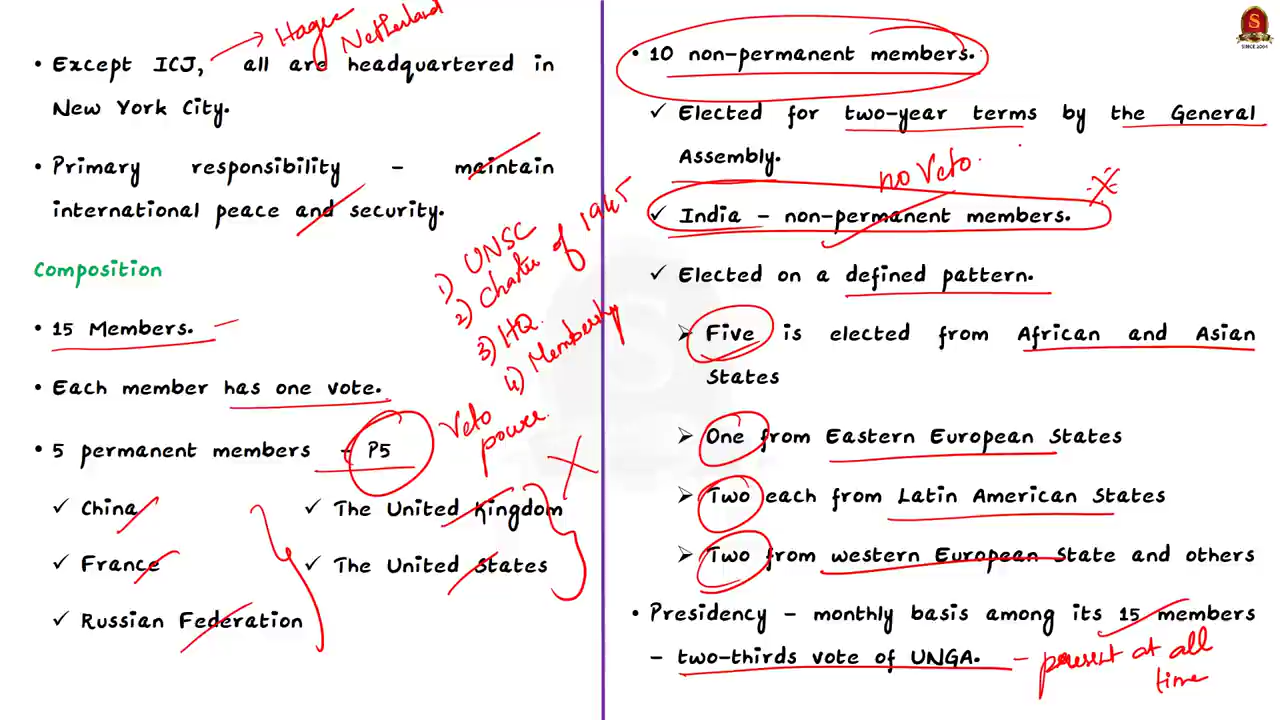 Hague
Netherland
• Except ICJ, all are headquartered in
New York City.
• Primary responsibility - maintain
international peace and security.
Composition
• 15 Members.
• Each member has one vote.
• 5 permanent members - P5
✓ China
✓ The United Kingdom
✓ France
✓ The United States
✓ Russian Federation
1) UNSC
2) Charter of 1945
3) HQ.
4) Membership
Veto
power.
SINCE 2004
• 10 non-permanent members.
✓ Elected for two-year terms by the General
Assembly.
no Veto.
✓ India - non-permanent members.
✓ Elected on a defined pattern.
➢ Five is elected from African and Asian
States
➢ One from Eastern European States
➢ Two each from Latin American States
➢ Two from western European State and others
• Presidency - monthly basis among its 15 members
- two-thirds vote of UNGA.
- present at all
time